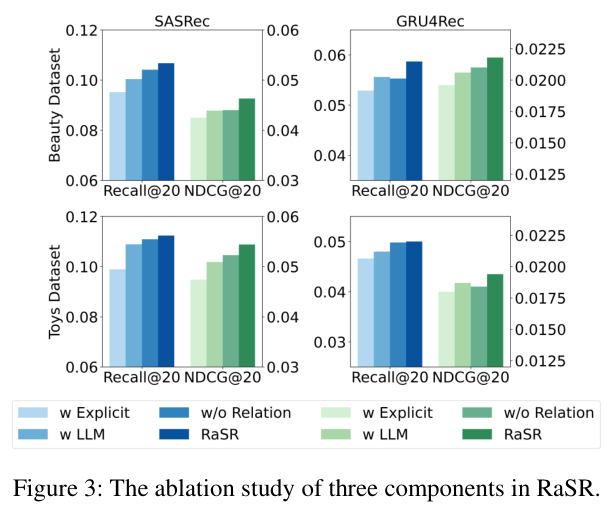 SASRec
GRU4Rec
Beauty Dataset
0.12
0.10
0.08
0.06
0.06
0.05
0.04
0.03
Recall@20 NDCG@20
0.06
0.05
0.04
0.0225
0.0200
0.0175
0.0150
0.0125
Recall@20 NDCG@20
Toys Dataset
0.12
0.10
0.08
0.06
0.06
0.05
0.04
0.03
Recall@20 NDCG@20
0.05
0.04
0.03
0.0225
0.0200
0.0175
0.0150
0.0125
Recall@20 NDCG@20
w Explicit w/o Relation w Explicit w/o Relation
w LLM RaSR w LLM RaSR
Figure 3: The ablation study of three components in RaSR.